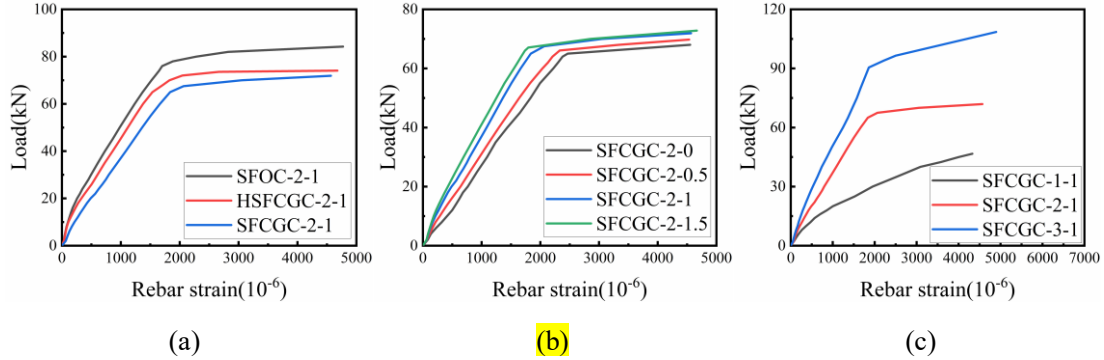 100
80
60
40
20
0
Load(kN)
SFOC-2-1
HSFCGC-2-1
SFCGC-2-1
0 1000 2000 3000 4000 5000
Rebar strain(10-6)
(a)
80
60
40
20
0
Load(kN)
SFCGC-2-0
SFCGC-2-0.5
SFCGC-2-1
SFCGC-2-1.5
0 1000 2000 3000 4000 5000
Rebar strain(10-6)
(b)
120
90
60
30
0
Load(kN)
SFCGC-1-1
SFCGC-2-1
SFCGC-3-1
0 1000 2000 3000 4000 5000 6000 7000
Rebar strain(10-6)
(c)